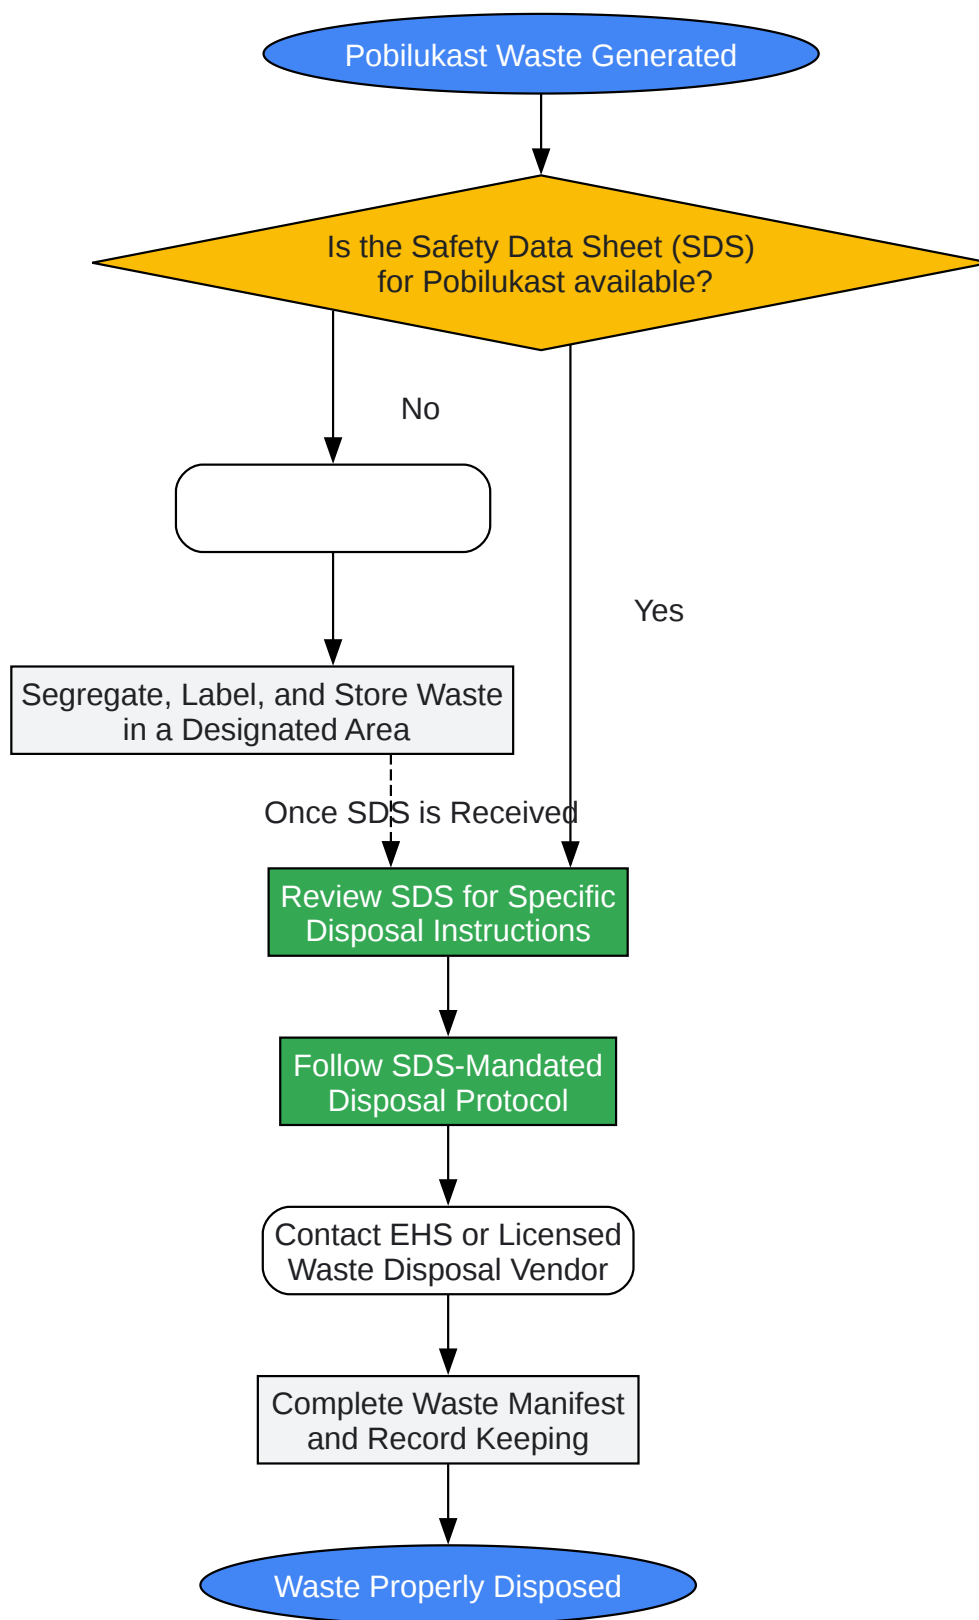 Pobilukast Waste Generated
Is the Safety Data Sheet (SDS)
for Pobilukast available?
No
Yes
Segregate, Label, and Store Waste
in a Designated Area
Once SDS is Received
Review SDS for Specific
Disposal Instructions
Follow SDS-Mandated
Disposal Protocol
Contact EHS or Licensed
Waste Disposal Vendor
Complete Waste Manifest
and Record Keeping
Waste Properly Disposed